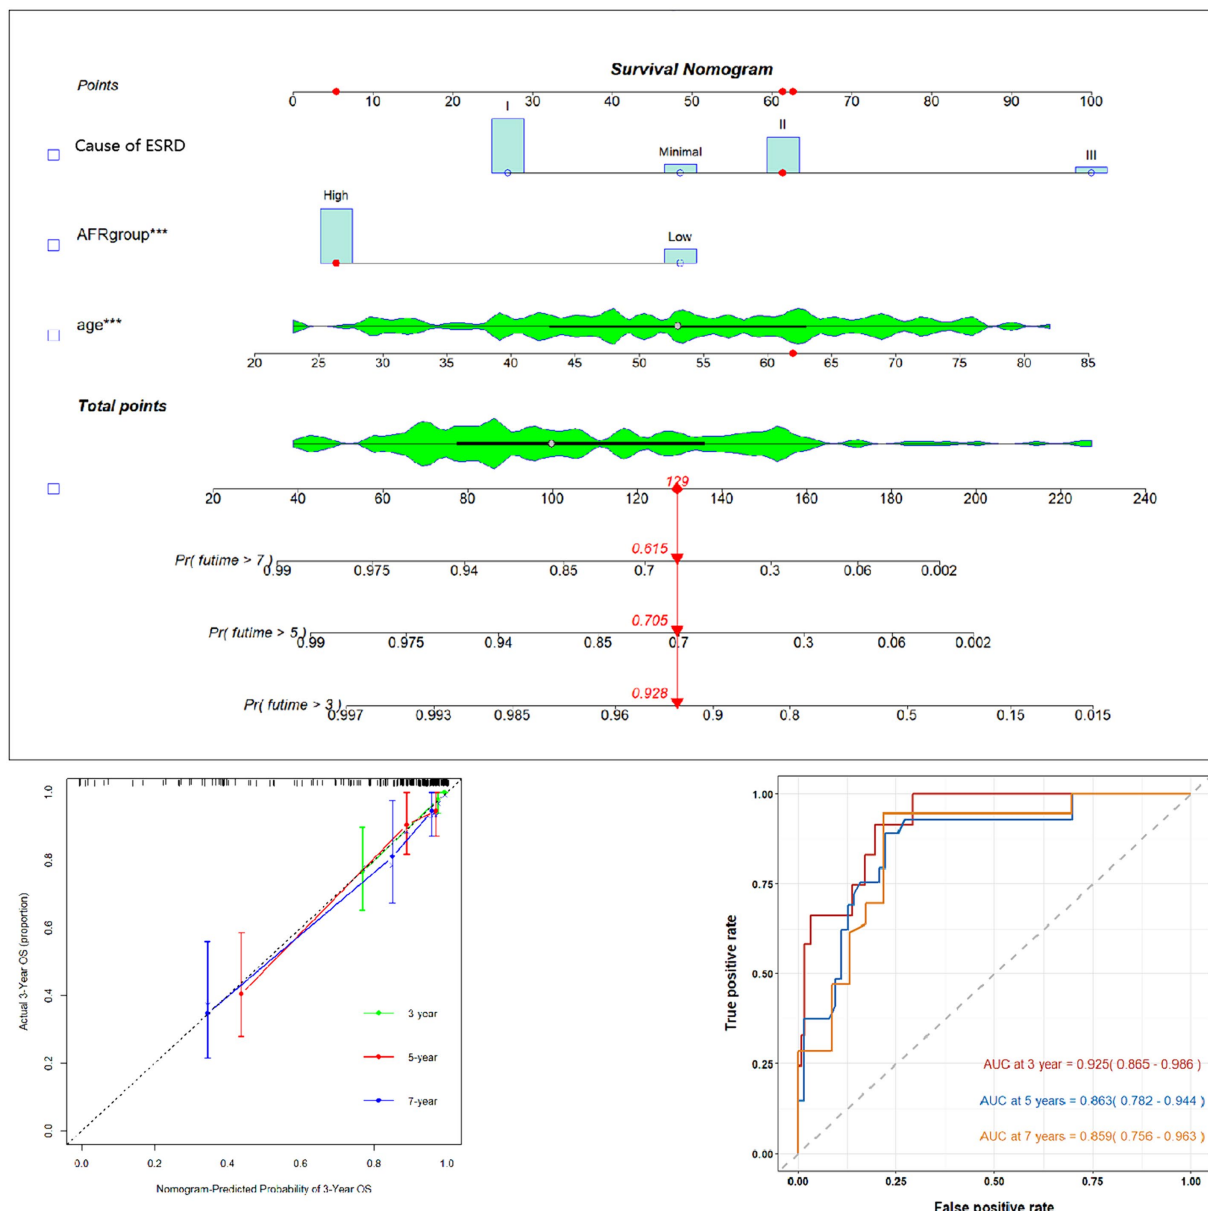 Survival Nomogram
Points
0 10 20 30 40 50 60 70 80 90 100
I
II
Minimal
III
Cause of ESRD
High
AFRgroup***
Low
age***
20 25 30 35 40 45 50 55 60 65 70 75 80 85
Total points
129
20 40 60 80 100 120 140 160 180 200 220 240
0.615
Pr( futime > 7 )
0.99 0.975 0.94 0.85 0.7 0.3 0.06 0.002
0.705
Pr( futime > 5 )
0.99 0.975 0.94 0.85 0.7 0.3 0.06 0.002
0.928
Pr( futime > 3 )
0.997 0.993 0.985 0.96 0.9 0.8 0.5 0.15 0.015
Actual 3-Year OS (proportion)
1.0
0.8
0.6
0.4
0.2
0.0
3 year
5-year
7-year
0.0 0.2 0.4 0.6 0.8 1.0
Nomogram-Predicted Probability of 3-Year OS
True positive rate
1.00
0.75
0.50
0.25
0.00
AUC at 3 year = 0.925( 0.865 - 0.986 )
AUC at 5 years = 0.863( 0.782 - 0.944 )
AUC at 7 years = 0.859( 0.756 - 0.963 )
0.00 0.25 0.50 0.75 1.00
False positive rate